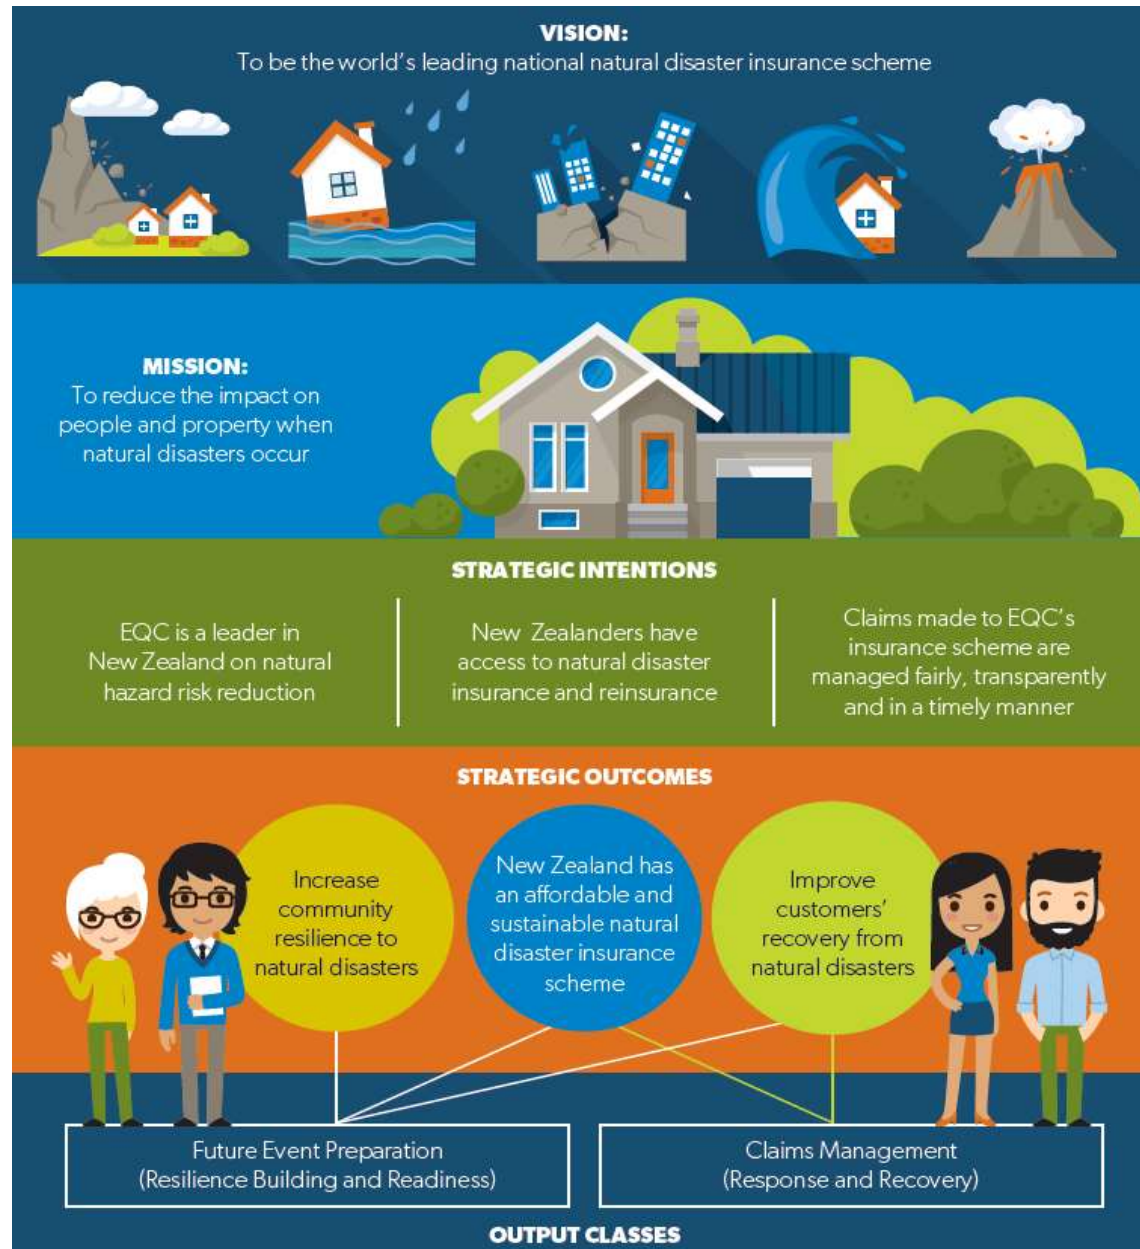 VISION:
To be the world's leading national natural disaster insurance scheme
MISSION:
To reduce the impact on
people and property when
natural disasters occur
STRATEGIC INTENTIONS
EQC is a leader in
New Zealand on natural
hazard risk reduction
New Zealanders have
access to natural disaster
insurance and reinsurance
Claims made to EQC's
insurance scheme are
managed fairly, transparently
and in a timely manner
STRATEGIC OUTCOMES
Increase
community
resilience to
natural disasters
New Zealand has
an affordable and
sustainable natural
disaster insurance
scheme
Improve
customers'
recovery from
natural disasters
Future Event Preparation
(Resilience Building and Readiness)
Claims Management
(Response and Recovery)
OUTPUT CLASSES